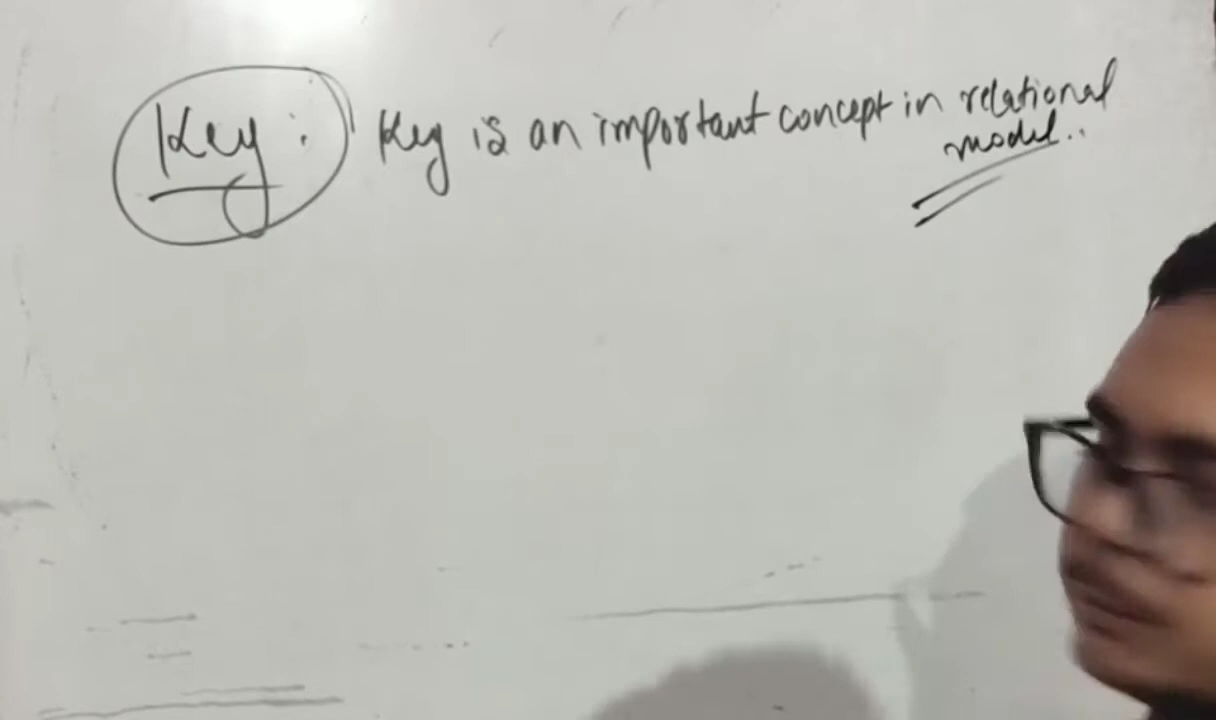 Key : Key is an important concept in relational
model..